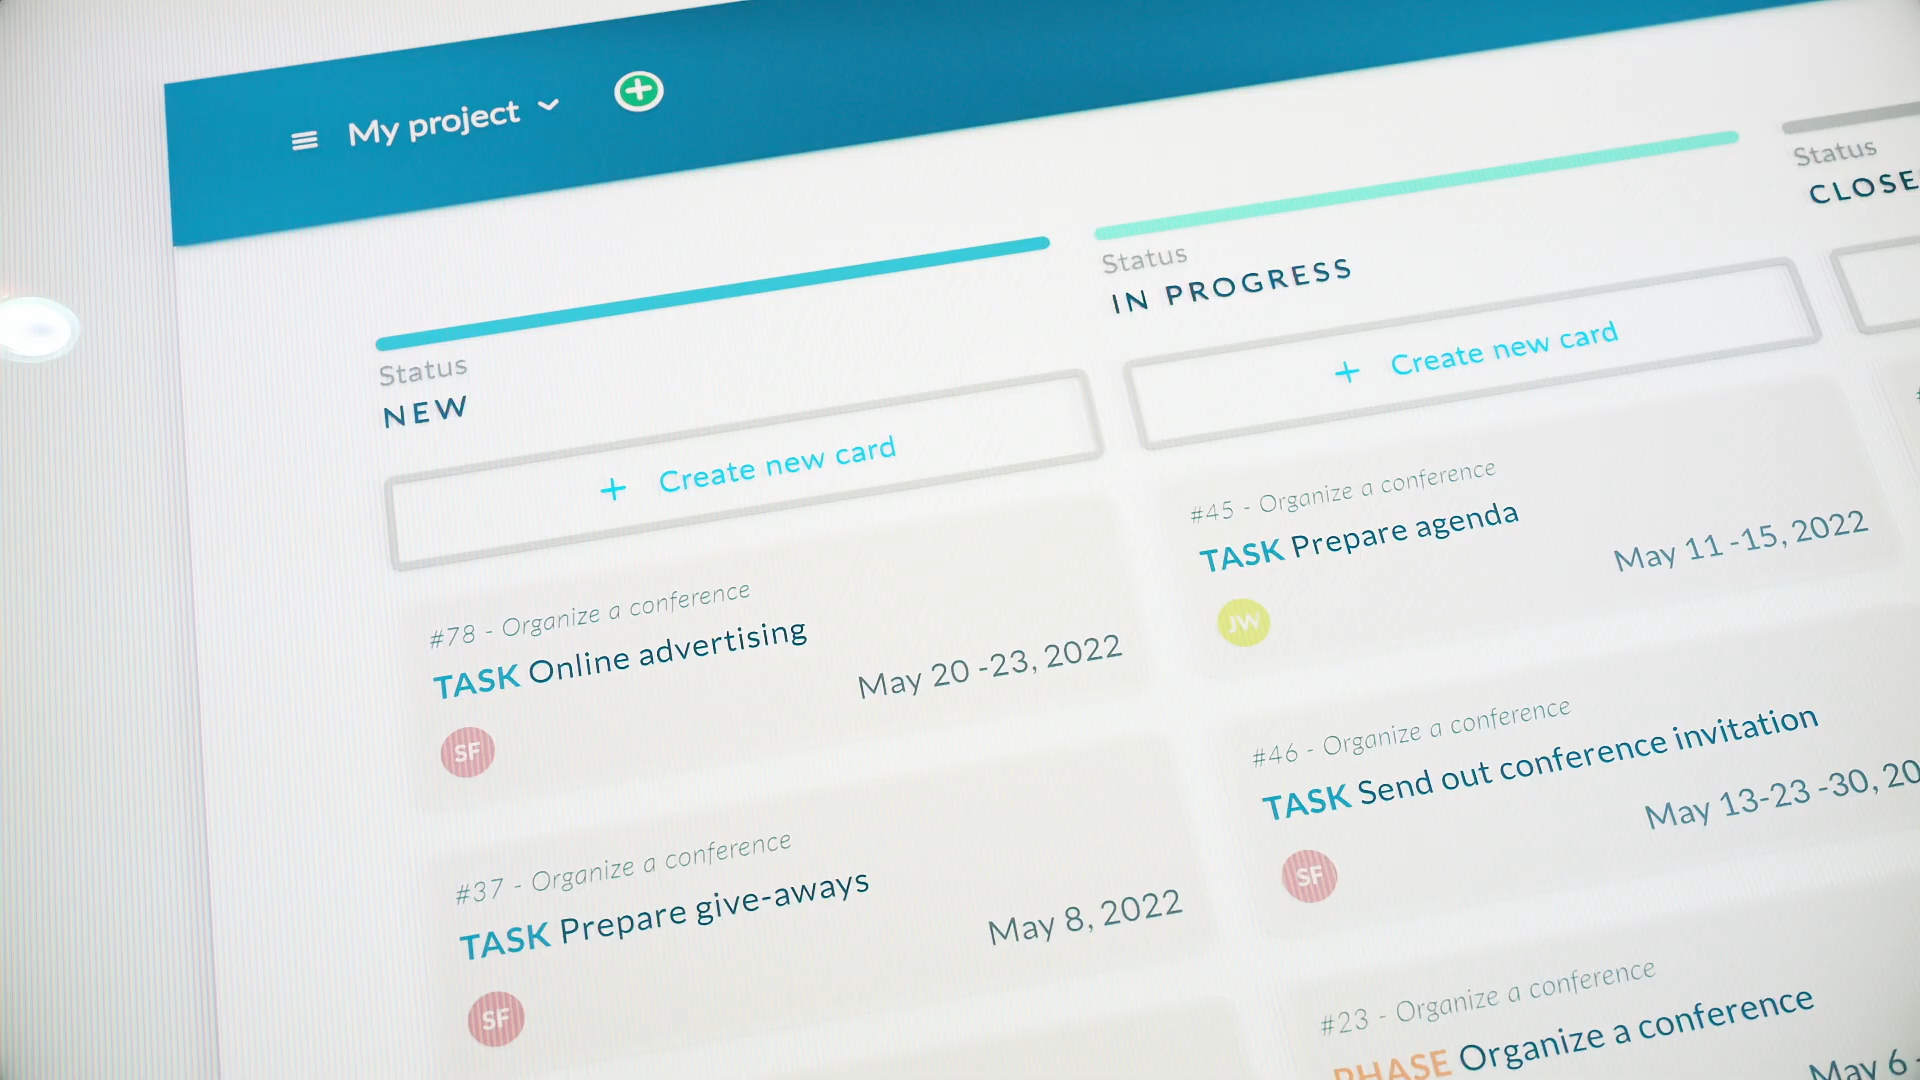 My project
Status
NEW
+ Create new card
#78 - Organize a conference
TASK Online advertising
May 20 -23, 2022
SF
#37 - Organize a conference
TASK Prepare give-aways
May 8, 2022
SF
Status
IN PROGRESS
+ Create new card
#45 - Organize a conference
TASK Prepare agenda
May 11 -15, 2022
JW
#46 - Organize a conference
TASK Send out conference invitation
May 13-23 -30, 20
SF
#23 - Organize a conference
PHASE Organize a conference
May 6 -
Status
CLOSE